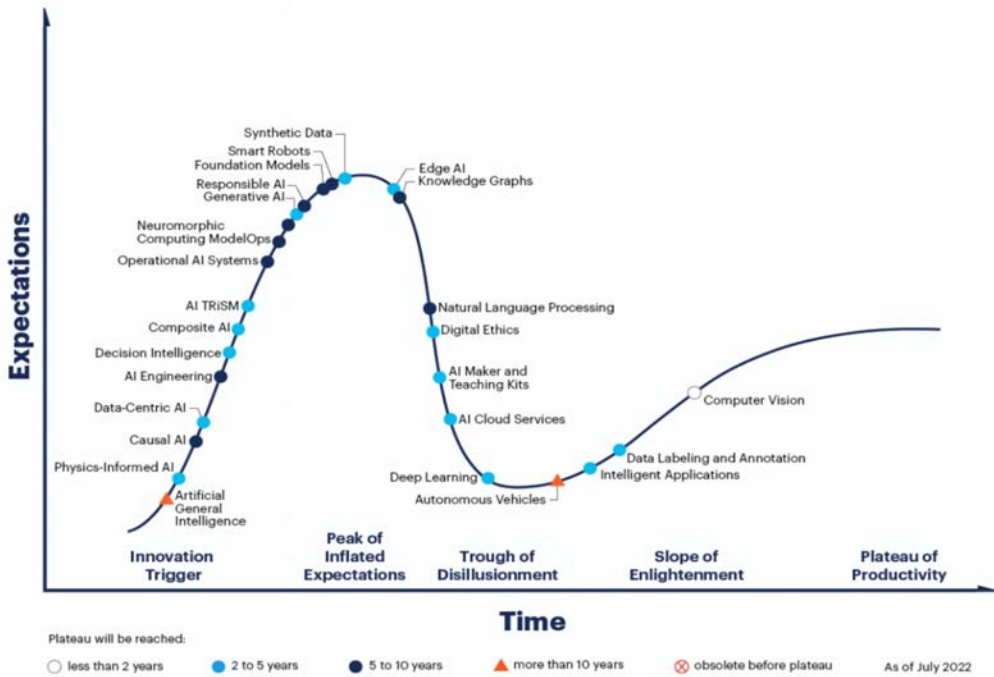 Expectations
Synthetic Data
Smart Robots
Foundation Models
Responsible AI
Generative AI
Neuromorphic
Computing ModelOps
Operational AI Systems
AI TRiSM
Composite AI
Decision Intelligence
AI Engineering
Data-Centric AI
Causal AI
Physics-Informed AI
Artificial
General
Intelligence
Edge AI
Knowledge Graphs
Natural Language Processing
Digital Ethics
AI Maker and
Teaching Kits
AI Cloud Services
Deep Learning
Autonomous Vehicles
Data Labeling and Annotation
Intelligent Applications
Computer Vision
Innovation
Trigger
Peak of
Inflated
Expectations
Trough of
Disillusionment
Slope of
Enlightenment
Plateau of
Productivity
Time
Plateau will be reached:
less than 2 years
2 to 5 years
5 to 10 years
more than 10 years
obsolete before plateau
As of July 2022